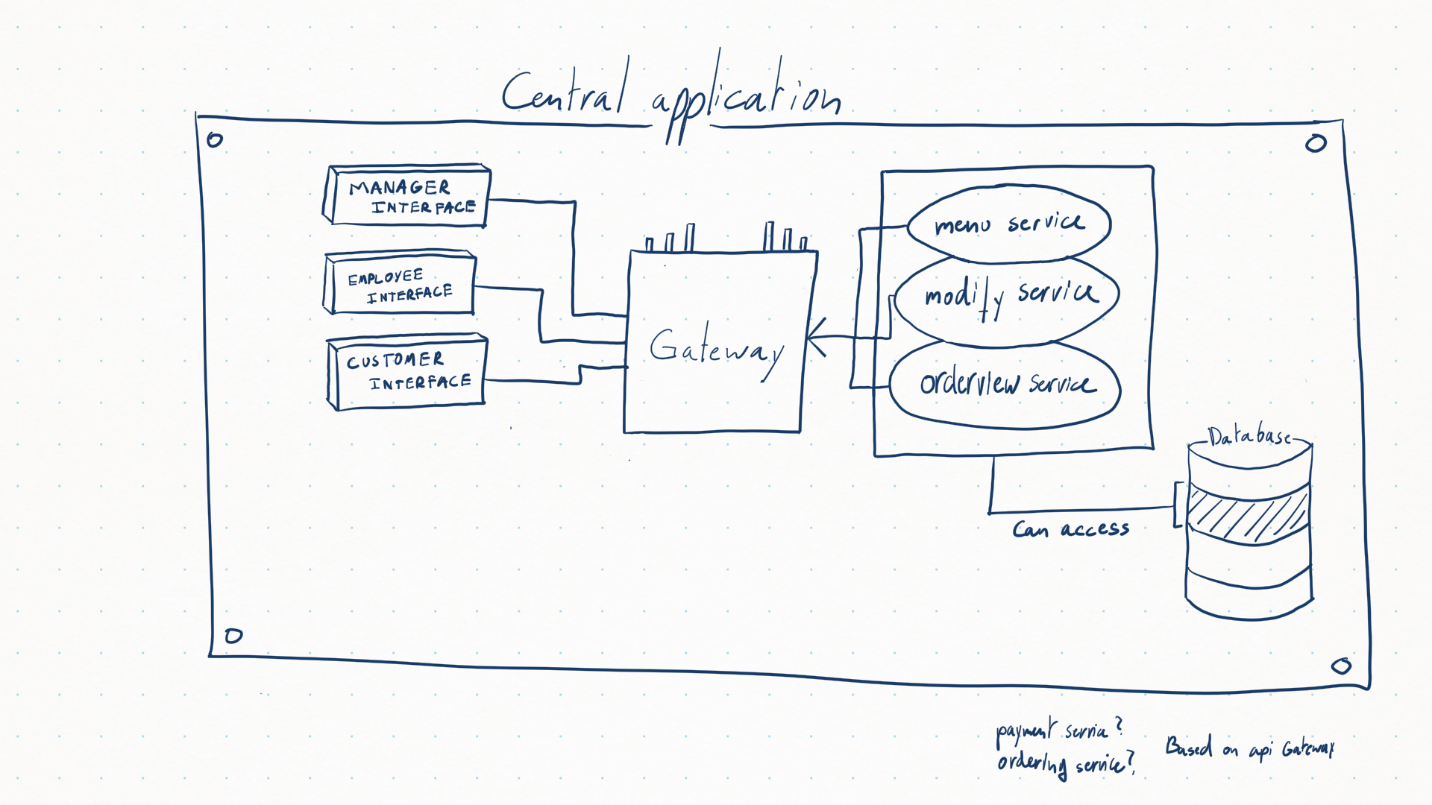 Central application
MANAGER
INTERFACE
EMPLOYEE
INTERFACE
CUSTOMER
INTERFACE
Gateway
menu service
modify service
orderview service
Database
Can access
payment service?
ordering service?
Based on api Gateway